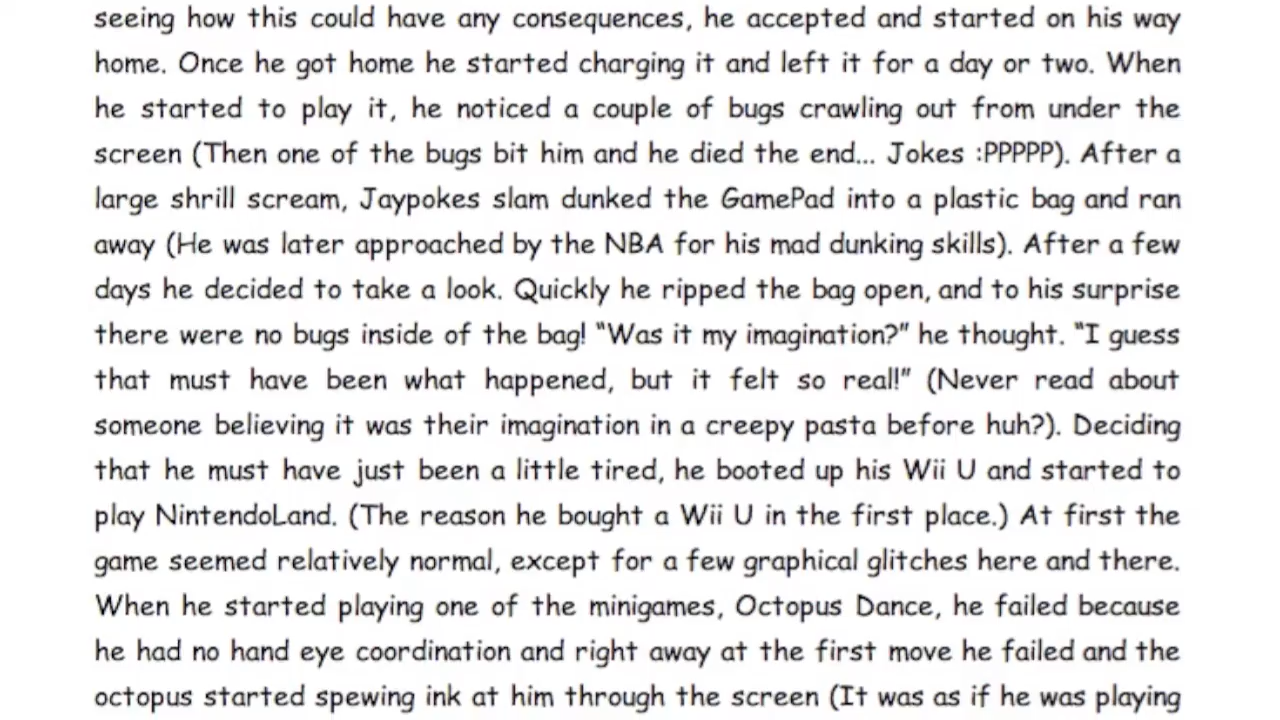 seeing how this could have any consequences, he accepted and started on his way
home. Once he got home he started charging it and left it for a day or two. When
he started to play it, he noticed a couple of bugs crawling out from under the
screen (Then one of the bugs bit him and he died the end... Jokes :PPPPP). After a
large shrill scream, Jaypokes slam dunked the GamePad into a plastic bag and ran
away (He was later approached by the NBA for his mad dunking skills). After a few
days he decided to take a look. Quickly he ripped the bag open, and to his surprise
there were no bugs inside of the bag! "Was it my imagination?" he thought. "I guess
that must have been what happened, but it felt so real!" (Never read about
someone believing it was their imagination in a creepy pasta before huh?). Deciding
that he must have just been a little tired, he booted up his Wii U and started to
play NintendoLand. (The reason he bought a Wii U in the first place.) At first the
game seemed relatively normal, except for a few graphical glitches here and there.
When he started playing one of the minigames, Octopus Dance, he failed because
he had no hand eye coordination and right away at the first move he failed and the
octopus started spewing ink at him through the screen (It was as if he was playing